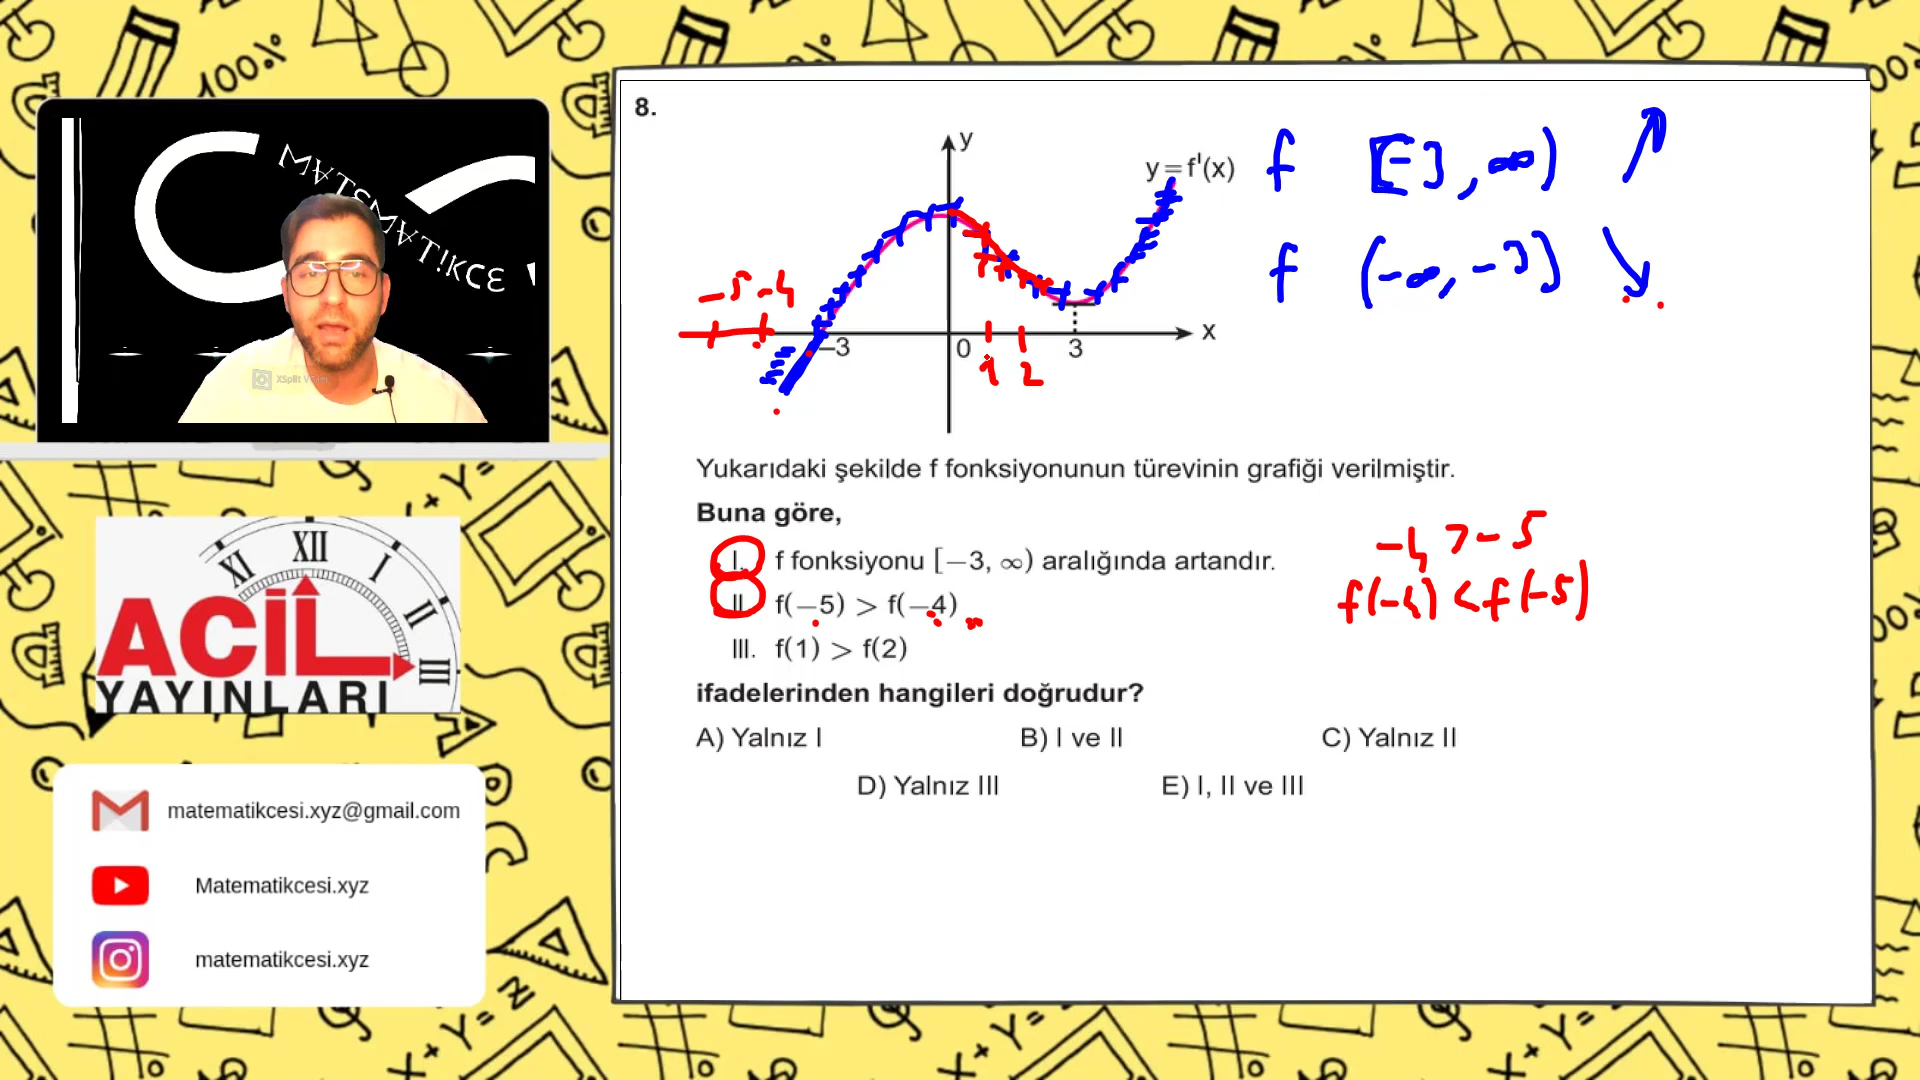 8.
y
y = f'(x)
f [-3, ∞)
f (-∞, -3]
-5 -4
-3
0
3
x
1
2
Yukarıdaki şekilde f fonksiyonunun türevinin grafiği verilmiştir.
Buna göre,
I. f fonksiyonu [−3, ∞) aralığında artandır.
II. f(−5) > f(−4)
III. f(1) > f(2)
-4 > -5
f(-4) < f(-5)
ifadelerinden hangileri doğrudur?
A) Yalnız I
B) I ve II
C) Yalnız II
D) Yalnız III
E) I, II ve III
MATEMATİKCE
XSplit V
XI XII I II III
ACİL
YAYINLARI
matematikcesi.xyz@gmail.com
Matematikcesi.xyz
matematikcesi.xyz
100%
X + Y = Z